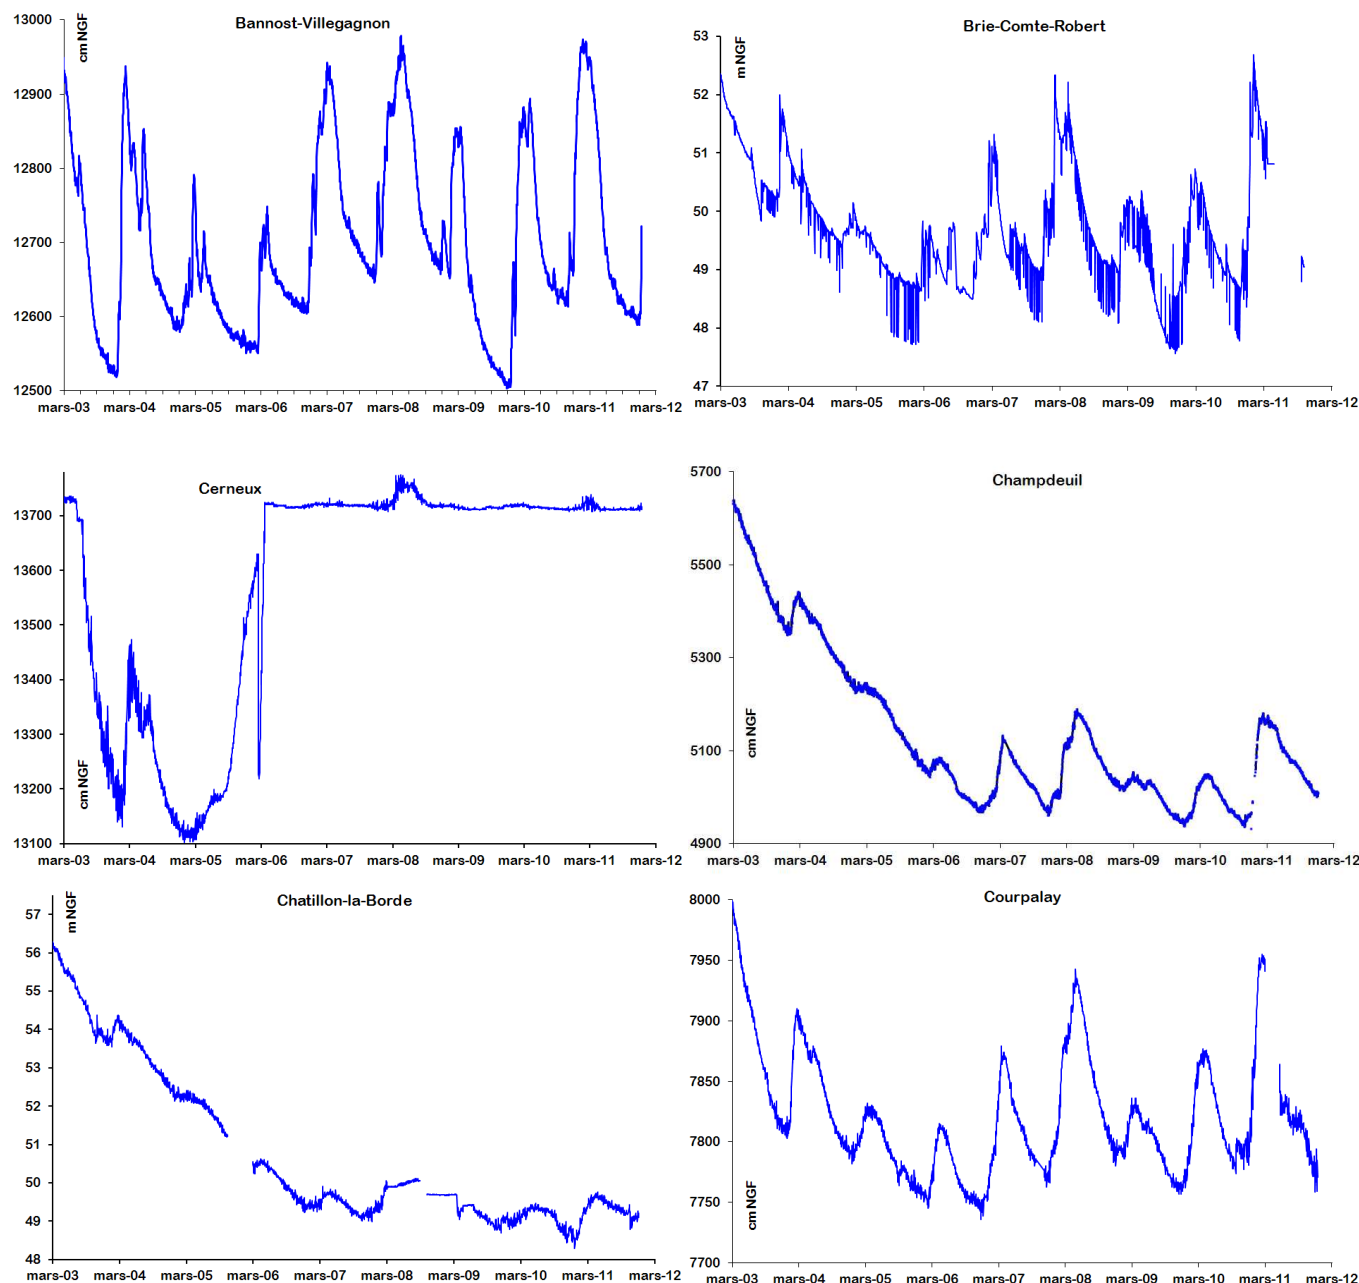 Bannost-Villegagnon
cm NGF
13000
12900
12800
12700
12600
12500
mars-03 mars-04 mars-05 mars-06 mars-07 mars-08 mars-09 mars-10 mars-11 mars-12
Brie-Comte-Robert
m NGF
53
52
51
50
49
48
47
mars-03 mars-04 mars-05 mars-06 mars-07 mars-08 mars-09 mars-10 mars-11 mars-12
Cerneux
13700
13600
13500
13400
13300
13200
13100
cm NGF
mars-03 mars-04 mars-05 mars-06 mars-07 mars-08 mars-09 mars-10 mars-11 mars-12
Champdeuil
5700
5500
5300
5100
4900
cm NGF
mars-03 mars-04 mars-05 mars-06 mars-07 mars-08 mars-09 mars-10 mars-11 mars-12
Chatillon-la-Borde
m NGF
57
56
55
54
53
52
51
50
49
48
mars-03 mars-04 mars-05 mars-06 mars-07 mars-08 mars-09 mars-10 mars-11 mars-12
Courpalay
8000
7950
7900
7850
7800
7750
7700
cm NGF
mars-03 mars-04 mars-05 mars-06 mars-07 mars-08 mars-09 mars-10 mars-11 mars-12